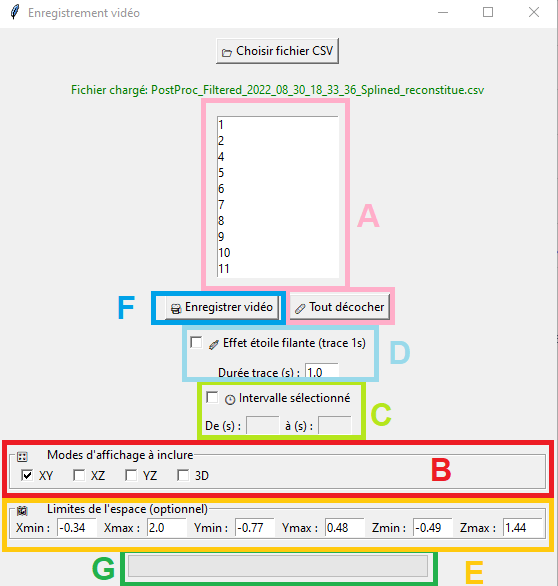 Enregistrement vidéo
Choisir fichier CSV
Fichier chargé: PostProc_Filtered_2022_08_30_18_33_36_Splined_reconstitue.csv
1
2
4
5
6
7
8
9
10
11
A
F
Enregistrer vidéo
Tout décocher
Effet étoile filante (trace 1s)
Durée trace (s) : 1.0
D
Intervalle sélectionné
De (s) : à (s) :
C
Modes d'affichage à inclure
XY XZ YZ 3D
B
Limites de l'espace (optionnel)
Xmin : -0.34 Xmax : 2.0 Ymin : -0.77 Ymax : 0.48 Zmin : -0.49 Zmax : 1.44
G
E